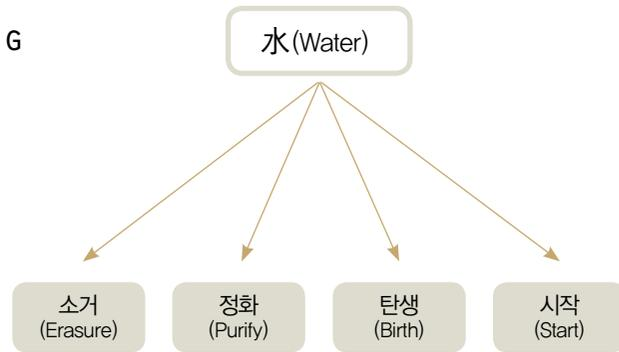 G
水(Water)
소거
(Erasure)
정화
(Purify)
탄생
(Birth)
시작
(Start)